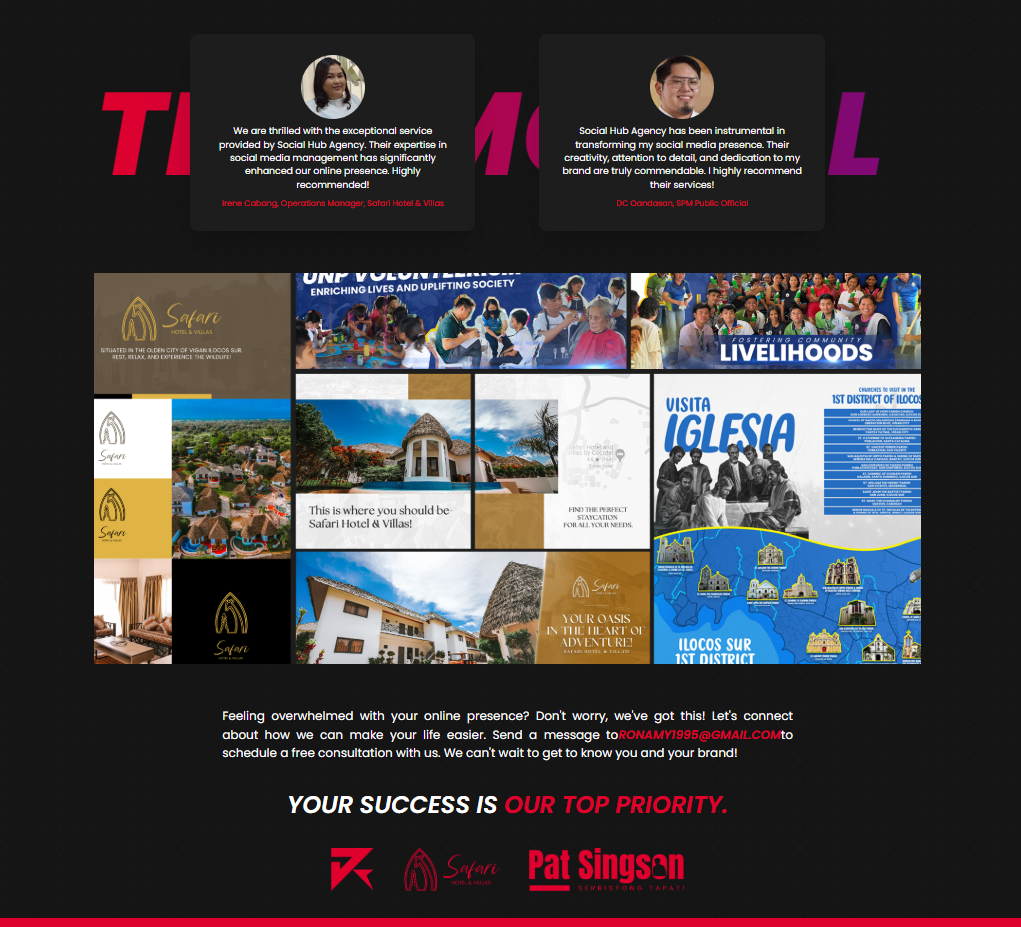 We are thrilled with the exceptional service
provided by Social Hub Agency. Their expertise in
social media management has significantly
enhanced our online presence. Highly
recommended!
Irene Cabang, Operations Manager, Safari Hotel & Villas
Social Hub Agency has been instrumental in
transforming my social media presence. Their
creativity, attention to detail, and dedication to my
brand are truly commendable. I highly recommend
their services!
DC Oandasan, SPM Public Official
Safari
HOTEL & VILLAS
SITUATED IN THE OLDEN CITY OF VIGAN ILOCOS SUR.
REST, RELAX, AND EXPERIENCE THE WILDLIFE!
UNP VOLUNTEERISM
ENRICHING LIVES AND UPLIFTING SOCIETY
FOSTERING COMMUNITY
LIVELIHOODS
Safari
Safari
Safari
HOTEL & VILLAS
This is where you should be-
Safari Hotel & Villas!
FIND THE PERFECT
STAYCATION
FOR ALL YOUR NEEDS.
Safari
YOUR OASIS
IN THE HEART OF
ADVENTURE!
SAFARI HOTEL & VILLAS
VISITA
IGLESIA
CHURCHES TO VISIT IN THE
1ST DISTRICT OF ILOCOS
ILOCOS SUR
1ST DISTRICT
Feeling overwhelmed with your online presence? Don't worry, we've got this! Let's connect
about how we can make your life easier. Send a message toRONAMY1995@GMAIL.COMto
schedule a free consultation with us. We can't wait to get to know you and your brand!
YOUR SUCCESS IS OUR TOP PRIORITY.
Safari
HOTEL & VILLAS
Pat Singson
SERBISYONG TAPAT!